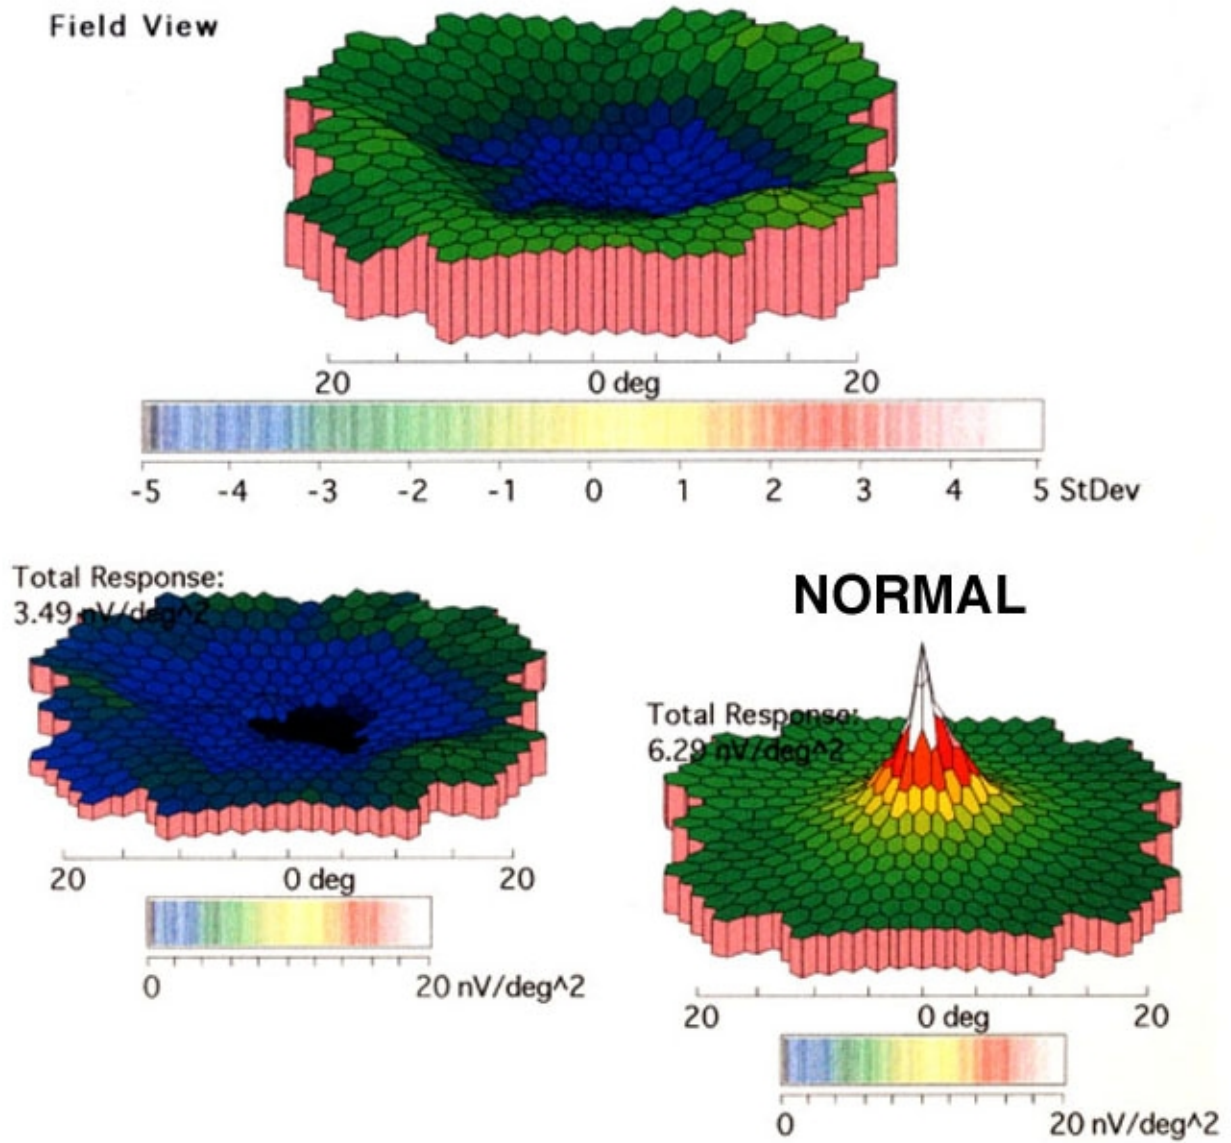 Field View
20 0 deg 20
-5 -4 -3 -2 -1 0 1 2 3 4 5 StDev
Total Response:
3.49 nV/deg^2
20 0 deg 20
0 20 nV/deg^2
NORMAL
Total Response:
6.29 nV/deg^2
20 0 deg 20
0 20 nV/deg^2